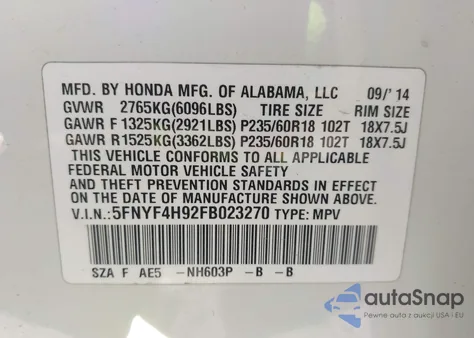 MFD. BY HONDA MFG. OF ALABAMA, LLC 09/'14
GVWR 2765KG(6096LBS) TIRE SIZE RIM SIZE
GAWR F 1325KG(2921LBS) P235/60R18 102T 18X7.5J
GAWR R1525KG(3362LBS) P235/60R18 102T 18X7.5J
THIS VEHICLE CONFORMS TO ALL APPLICABLE
FEDERAL MOTOR VEHICLE SAFETY
AND THEFT PREVENTION STANDARDS IN EFFECT
ON THE DATE OF MANUFACTURE SHOWN ABOVE.
V.I.N.: 5FNYF4H92FB023270 TYPE: MPV
SZA F AE5 -NH603P -B -B
autoSnap
Pewne auta z USA i EU